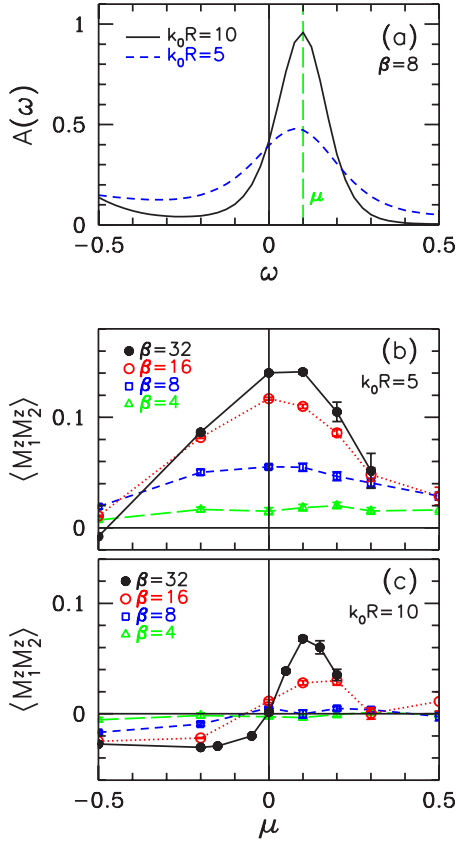 k₀R=10
k₀R=5
(a)
β=8
1
0.5
0
A(ω)
μ
−0.5
0
0.5
ω
β=32
β=16
β=8
β=4
(b)
k₀R=5
0.1
0
⟨M₁ᶻM₂ᶻ⟩
β=32
β=16
β=8
β=4
(c)
k₀R=10
0.1
0
⟨M₁ᶻM₂ᶻ⟩
−0.5
0
0.5
μ